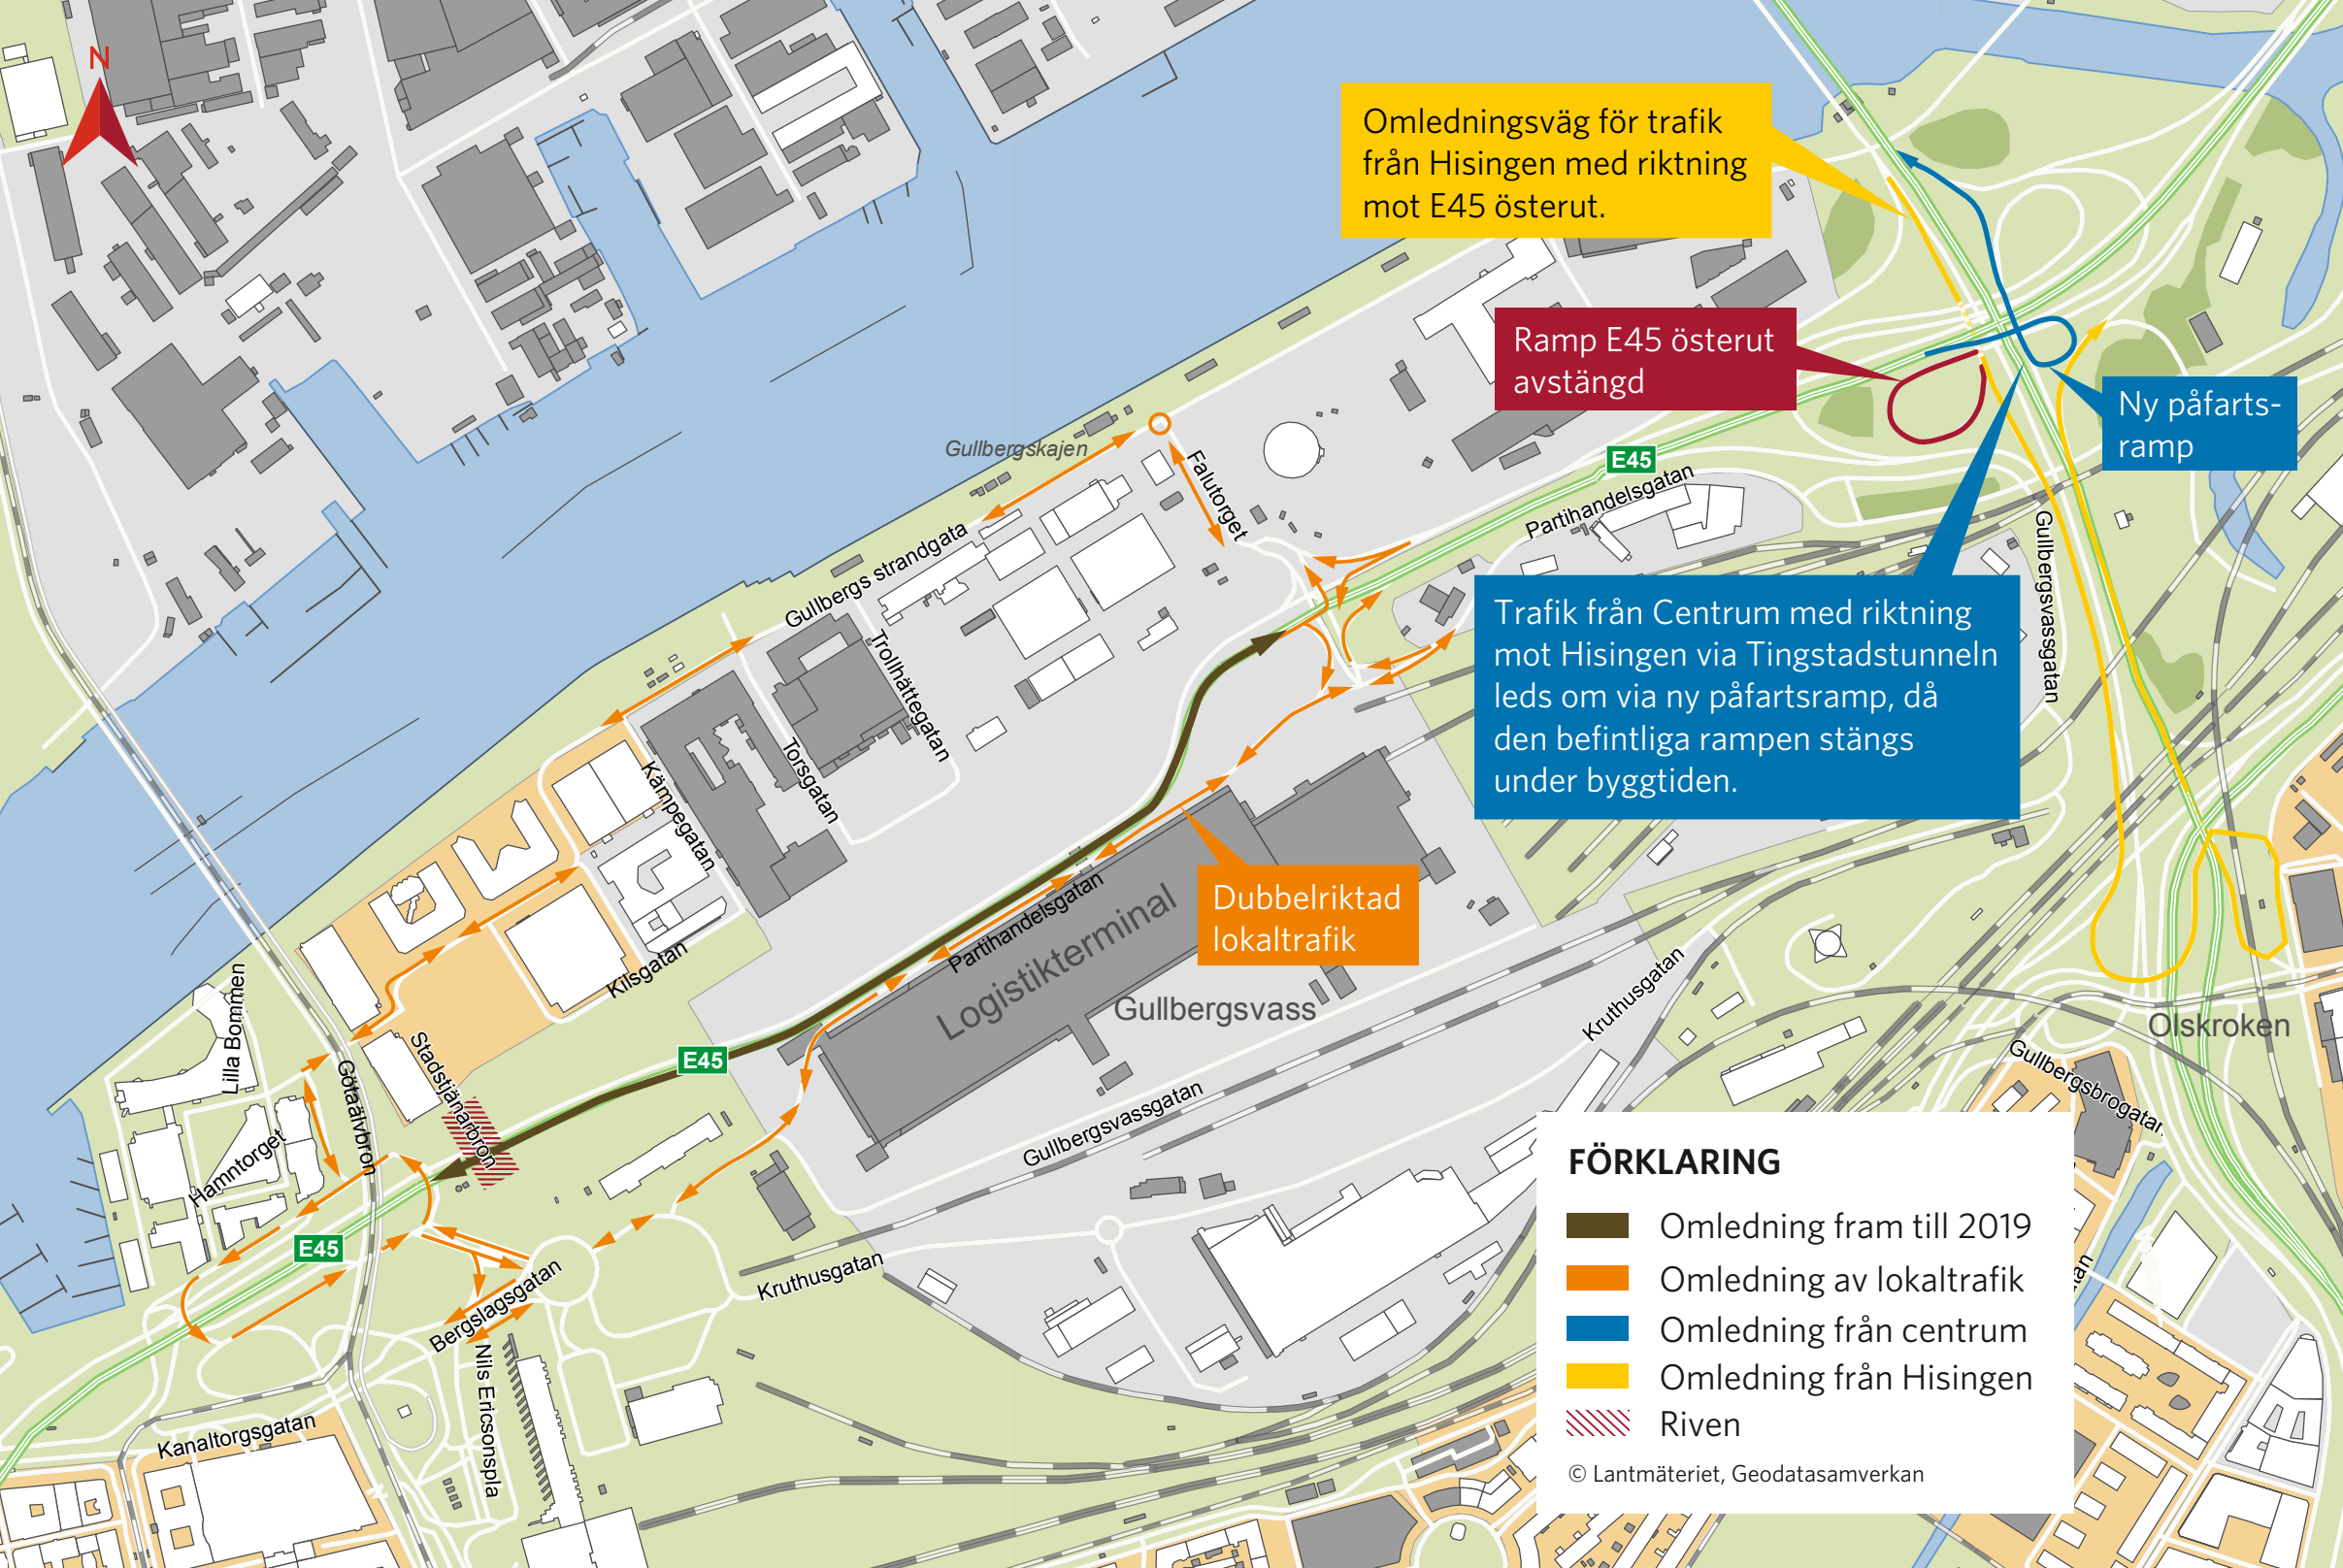 N
Omledningsväg för trafik
från Hisingen med riktning
mot E45 österut.
Ramp E45 österut
avstängd
Ny påfarts-
ramp
Gullbergskajen
Falutorget
E45
Partihandelsgatan
Gullbergsvassgatan
Gullbergs strandgata
Trollhättegatan
Torsgatan
Kämpegatan
Trafik från Centrum med riktning
mot Hisingen via Tingstadstunneln
leds om via ny påfartsramp, då
den befintliga rampen stängs
under byggtiden.
Dubbelriktad
lokaltrafik
Partihandelsgatan
Logistikterminal
Kilsgatan
Gullbergsvass
Kruthusgatan
Olskroken
Gullbergsbrogatan
Lilla Bommen
Stadstjänarbron
E45
Götaälvbron
Gullbergsvassgatan
Hamntorget
E45
Bergslagsgatan
Kruthusgatan
Nils Ericsonspla
Kanaltorgsgatan
FÖRKLARING
Omledning fram till 2019
Omledning av lokaltrafik
Omledning från centrum
Omledning från Hisingen
Riven
© Lantmäteriet, Geodatasamverkan